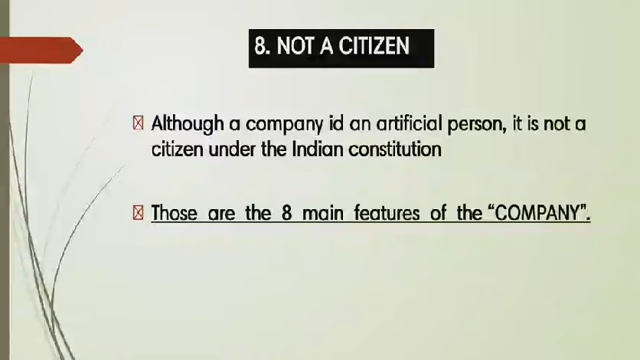 8. NOT A CITIZEN
Although a company id an artificial person, it is not a
citizen under the Indian constitution
Those are the 8 main features of the “COMPANY”.